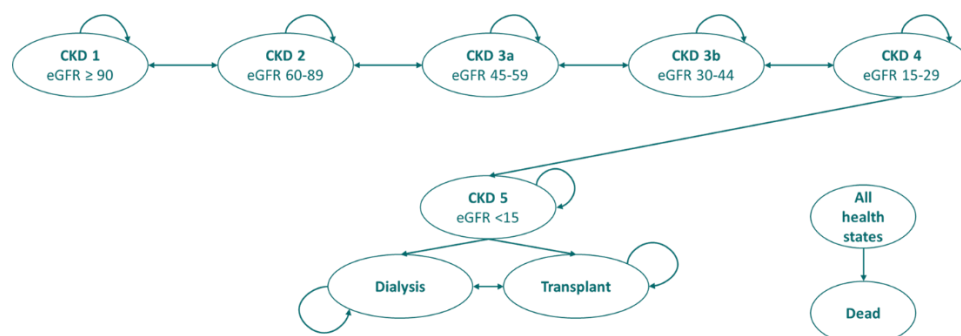 CKD 1
eGFR ≥ 90
CKD 2
eGFR 60-89
CKD 3a
eGFR 45-59
CKD 3b
eGFR 30-44
CKD 4
eGFR 15-29
CKD 5
eGFR <15
All
health
states
Dialysis
Transplant
Dead